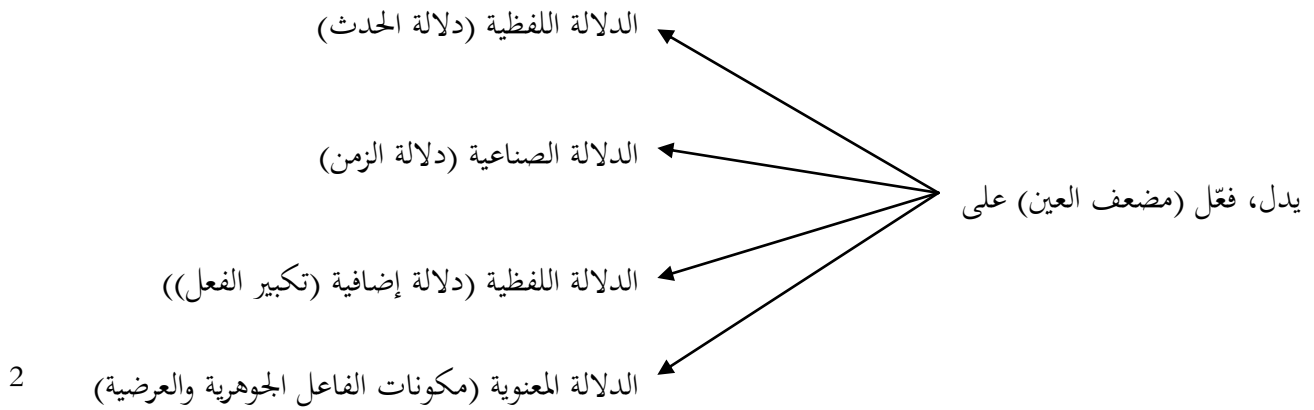 الدلالة اللفظية (دلالة الحدث)
الدلالة الصناعية (دلالة الزمن)
يدل، فعّل (مضعف العين) على
الدلالة اللفظية (دلالة إضافية (تكبير الفعل))
الدلالة المعنوية (مكونات الفاعل الجوهرية والعرضية) 2